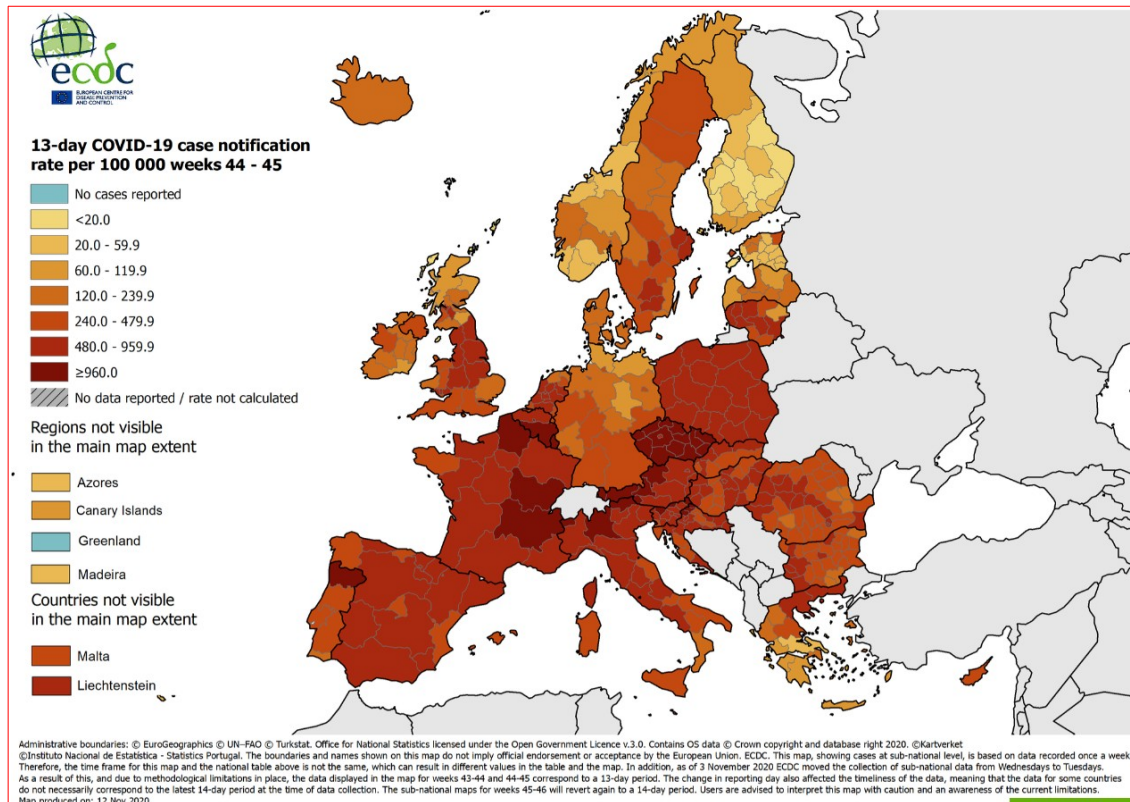 ecdc
EUROPEAN CENTRE FOR
DISEASE PREVENTION
AND CONTROL
13-day COVID-19 case notification
rate per 100 000 weeks 44 - 45
No cases reported
<20.0
20.0 - 59.9
60.0 - 119.9
120.0 - 239.9
240.0 - 479.9
480.0 - 959.9
≥960.0
No data reported / rate not calculated
Regions not visible
in the main map extent
Azores
Canary Islands
Greenland
Madeira
Countries not visible
in the main map extent
Malta
Liechtenstein
Administrative boundaries: © EuroGeographics © UN–FAO © Turkstat. Office for National Statistics licensed under the Open Government Licence v.3.0. Contains OS data © Crown copyright and database right 2020. ©Kartverket
©Instituto Nacional de Estatística - Statistics Portugal. The boundaries and names shown on this map do not imply official endorsement or acceptance by the European Union. ECDC. This map, showing cases at sub-national level, is based on data recorded once a week
Therefore, the time frame for this map and the national table above is not the same, which can result in different values in the table and the map. In addition, as of 3 November 2020 ECDC moved the collection of sub-national data from Wednesdays to Tuesdays.
As a result of this, and due to methodological limitations in place, the data displayed in the map for weeks 43-44 and 44-45 correspond to a 13-day period. The change in reporting day also affected the timeliness of the data, meaning that the data for some countries
do not necessarily correspond to the latest 14-day period at the time of data collection. The sub-national maps for weeks 45-46 will revert again to a 14-day period. Users are advised to interpret this map with caution and an awareness of the current limitations.
Map produced on: 12 Nov 2020